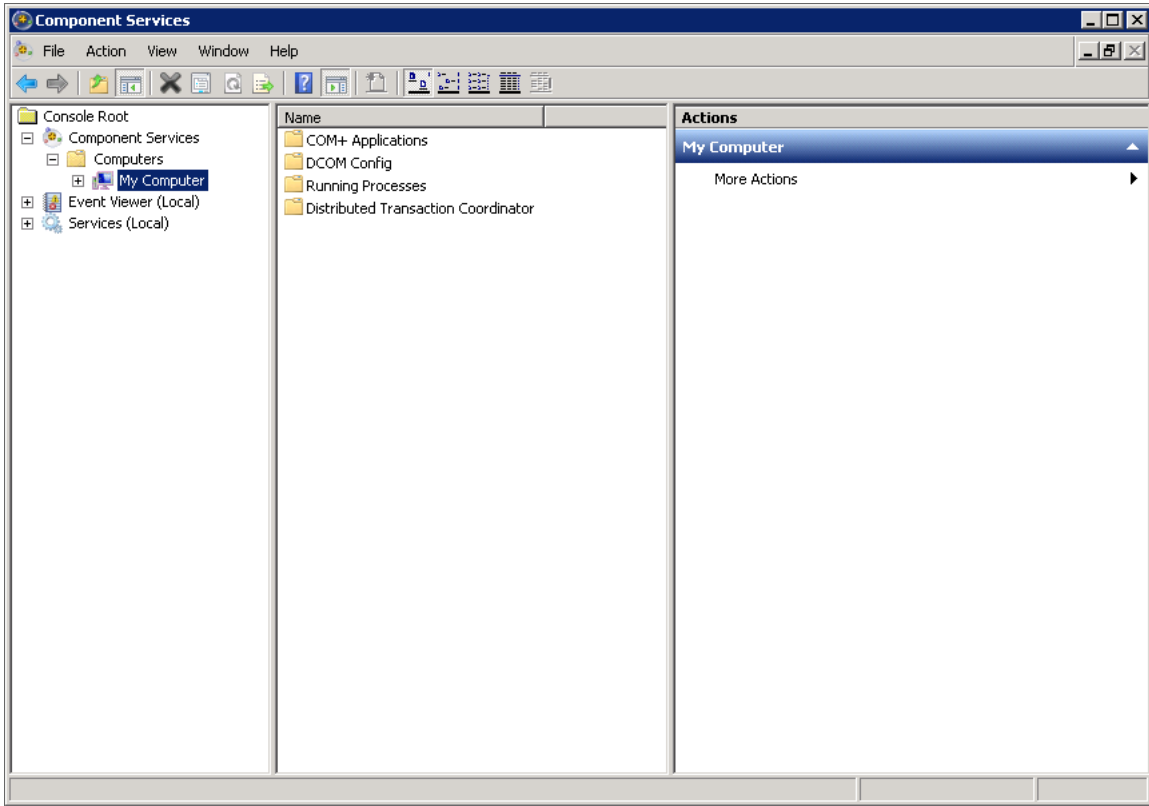 Component Services
File Action View Window Help
Console Root
Component Services
Computers
My Computer
Event Viewer (Local)
Services (Local)
Name
COM+ Applications
DCOM Config
Running Processes
Distributed Transaction Coordinator
Actions
My Computer
More Actions